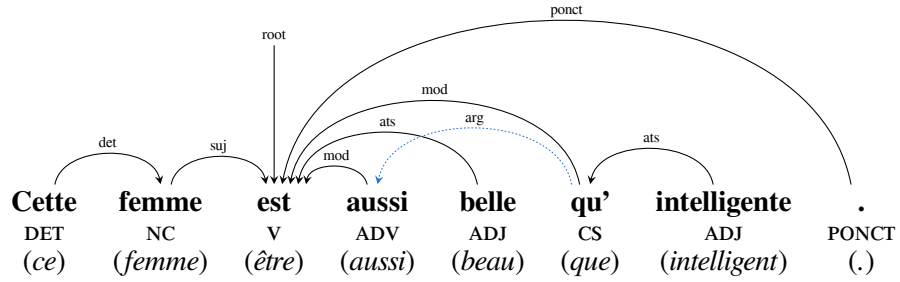 ponct
root
mod
arg
ats
det suj mod ats
Cette femme est aussi belle qu' intelligente .
DET NC V ADV ADJ CS ADJ PONCT
(ce) (femme) (être) (aussi) (beau) (que) (intelligent) (.)